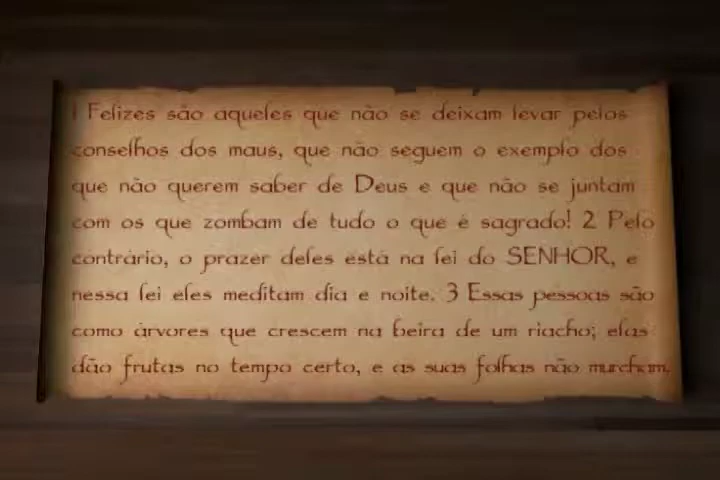 1 Felizes são aqueles que não se deixam levar pelos
conselhos dos maus, que não seguem o exemplo dos
que não querem saber de Deus e que não se juntam
com os que zombam de tudo o que é sagrado! 2 Pelo
contrário, o prazer deles está na lei do SENHOR, e
nessa lei eles meditam dia e noite. 3 Essas pessoas são
como árvores que crescem na beira de um riacho; elas
dão frutas no tempo certo, e as suas folhas não murcham.